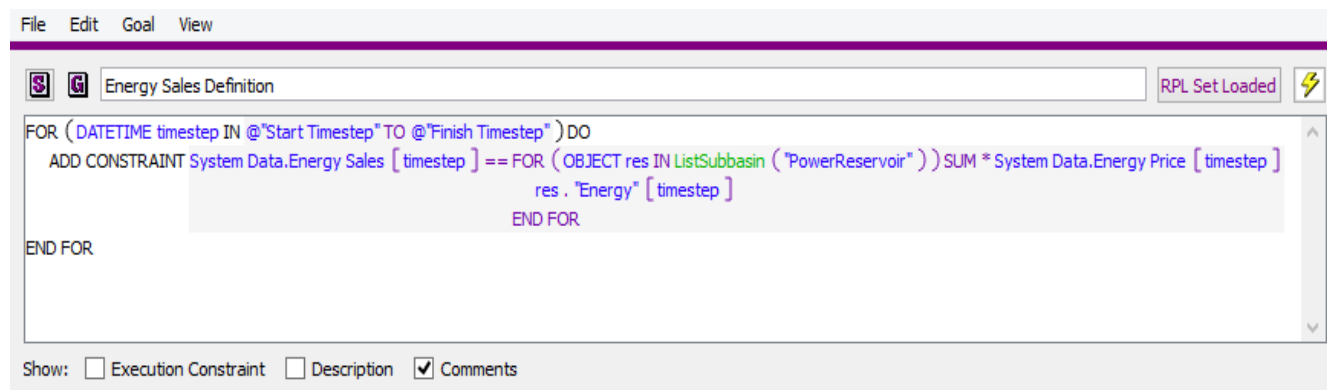 File Edit Goal View
S G Energy Sales Definition RPL Set Loaded
FOR ( DATETIME timestep IN @"Start Timestep" TO @"Finish Timestep" ) DO
ADD CONSTRAINT System Data.Energy Sales [ timestep ] == FOR ( OBJECT res IN ListSubbasin ( "PowerReservoir" ) ) SUM * System Data.Energy Price [ timestep ]
res . "Energy" [ timestep ]
END FOR
END FOR
Show: Execution Constraint Description Comments